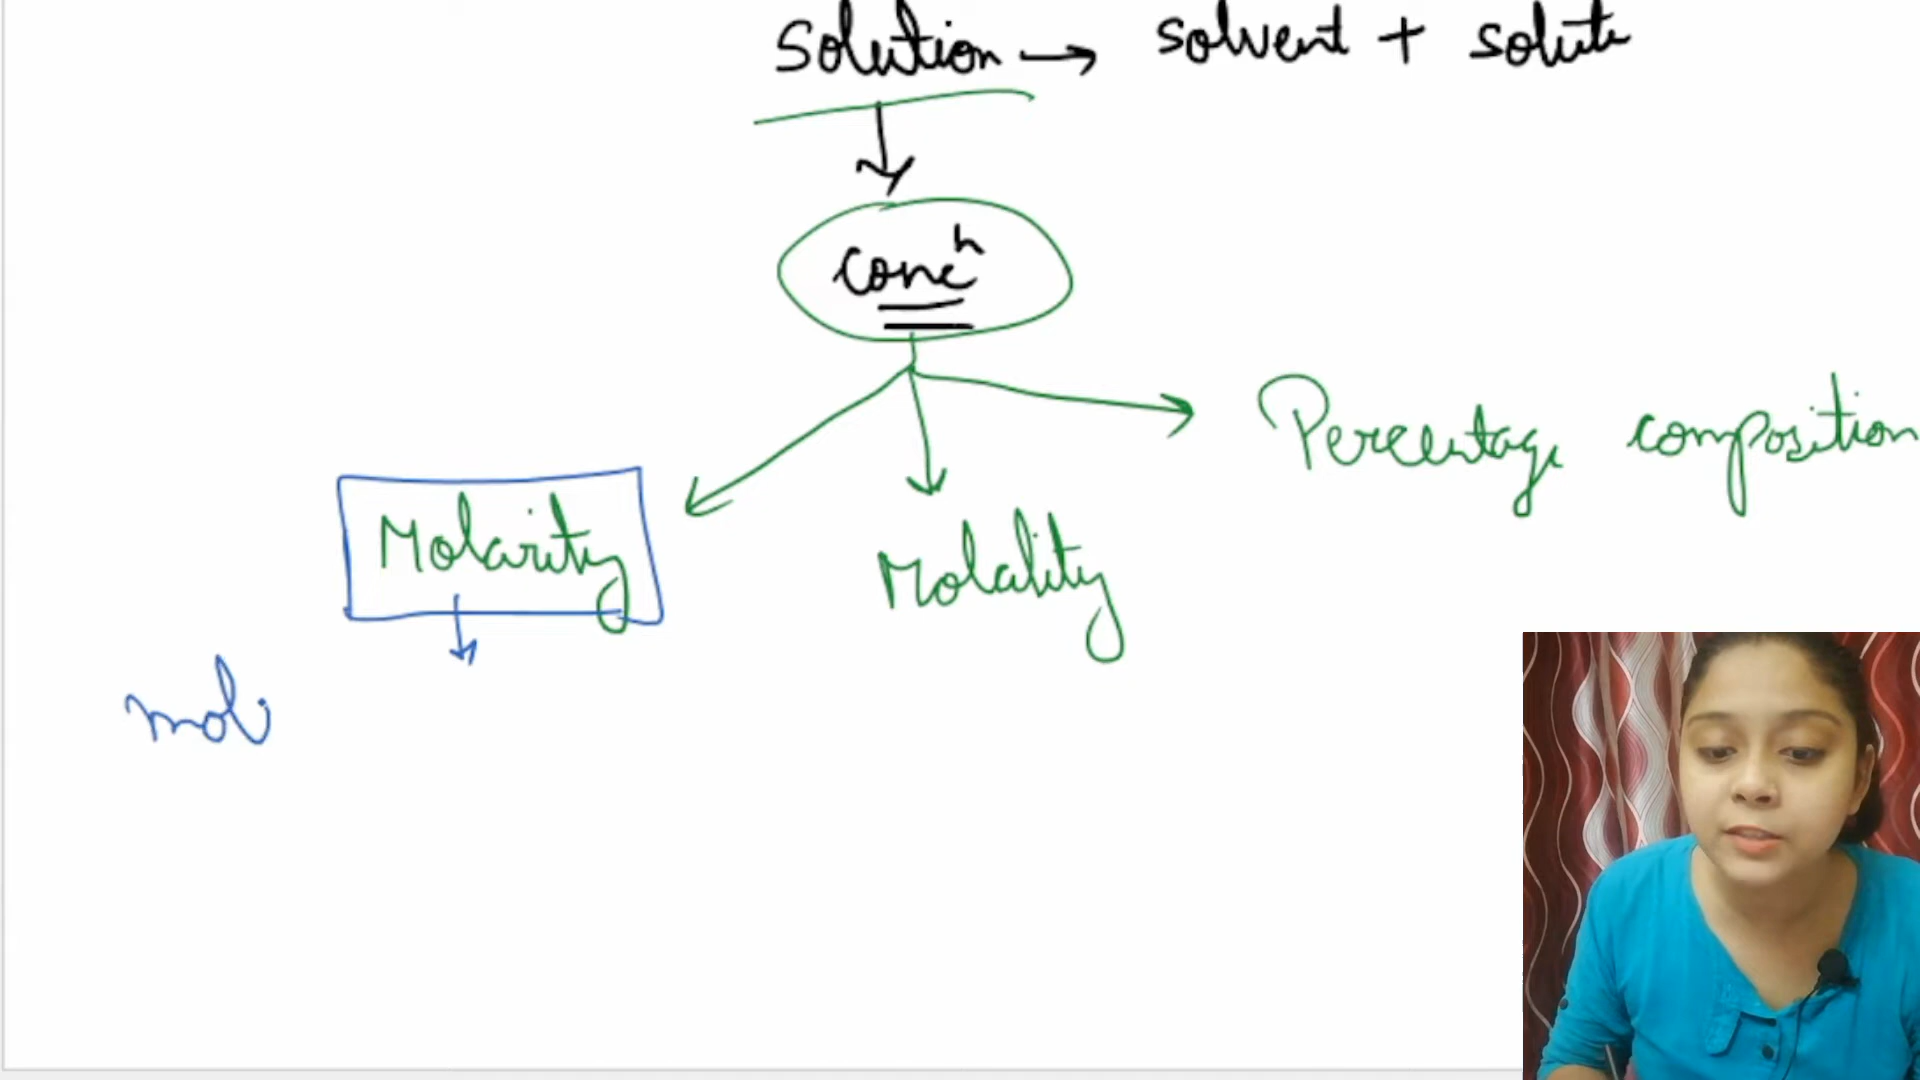 Solution → solvent + solute
concn
Percentage composition
Molarity
Molality
mol